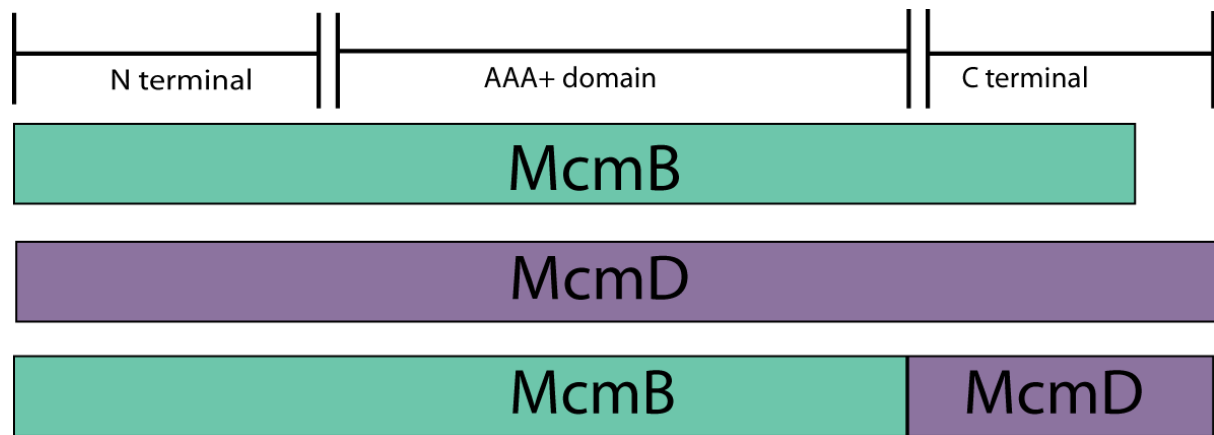 N terminal AAA+ domain C terminal
McmB
McmD
McmB McmD